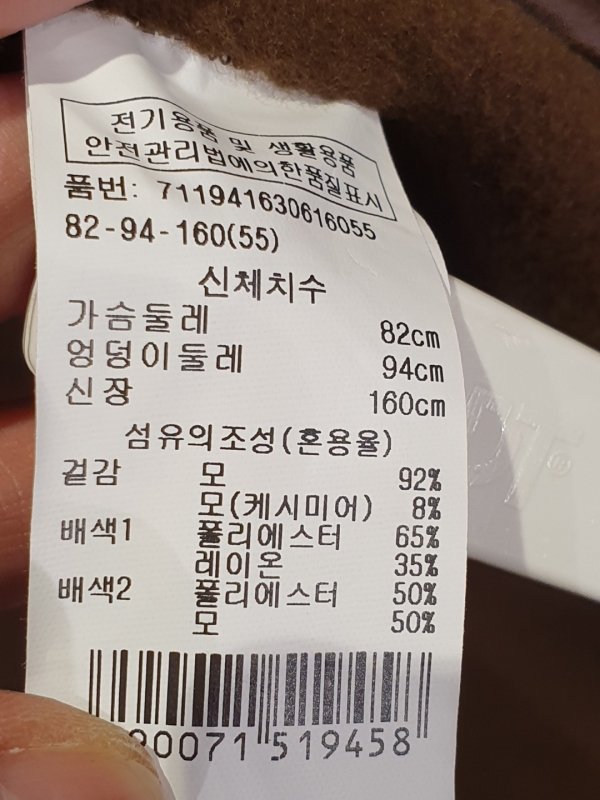 전기용품 및 생활용품
안전관리법에의한품질표시
품번: 711941630616055
82-94-160(55)
신체치수
가슴둘레 82cm
엉덩이둘레 94cm
신장 160cm
섬유의조성(혼용율)
겉감 모 92%
모(케시미어) 8%
배색1 폴리에스터 65%
레이온 35%
배색2 폴리에스터 50%
모 50%
90071 519458